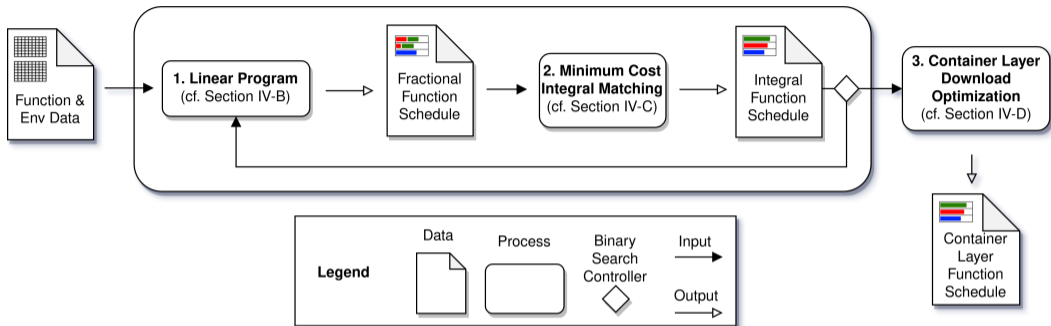 Function &
Env Data
1. Linear Program
(cf. Section IV-B)
Fractional
Function
Schedule
2. Minimum Cost
Integral Matching
(cf. Section IV-C)
Integral
Function
Schedule
3. Container Layer
Download
Optimization
(cf. Section IV-D)
Container
Layer
Function
Schedule
Legend
Data
Process
Binary
Search
Controller
Input
Output